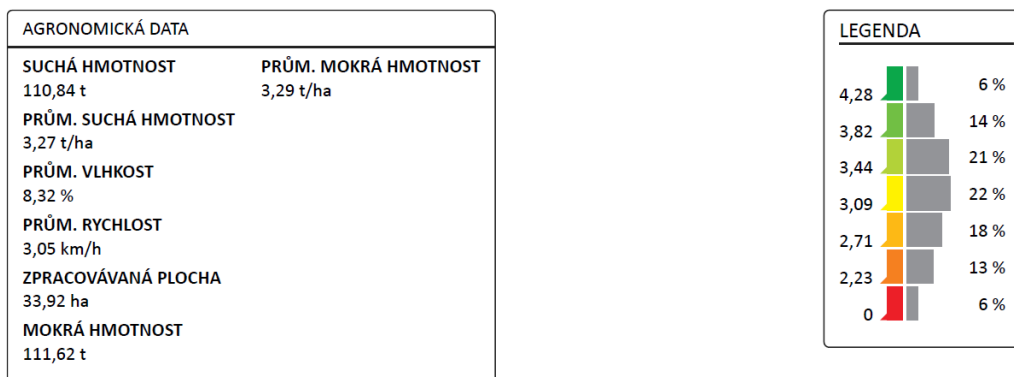 AGRONOMICKÁ DATA
SUCHÁ HMOTNOST
110,84 t
PRŮM. MOKRÁ HMOTNOST
3,29 t/ha
PRŮM. SUCHÁ HMOTNOST
3,27 t/ha
PRŮM. VLHKOST
8,32 %
PRŮM. RYCHLOST
3,05 km/h
ZPRACOVÁVANÁ PLOCHA
33,92 ha
MOKRÁ HMOTNOST
111,62 t
LEGENDA
6 %
4,28
14 %
3,82
21 %
3,44
22 %
3,09
18 %
2,71
13 %
2,23
6 %
0